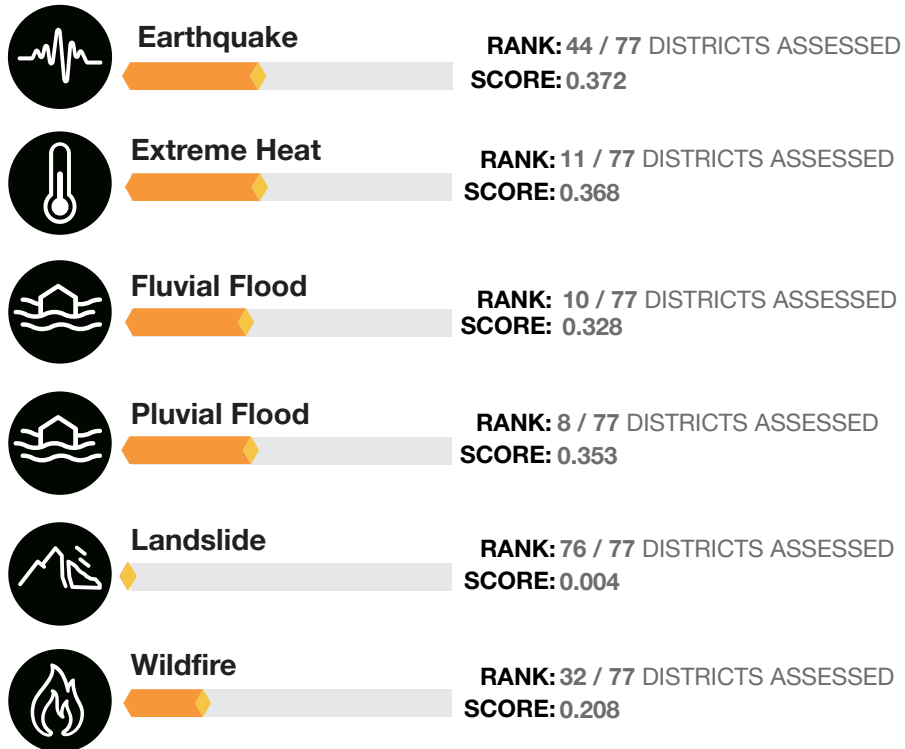 Earthquake
RANK: 44 / 77 DISTRICTS ASSESSED
SCORE: 0.372
Extreme Heat
RANK: 11 / 77 DISTRICTS ASSESSED
SCORE: 0.368
Fluvial Flood
RANK: 10 / 77 DISTRICTS ASSESSED
SCORE: 0.328
Pluvial Flood
RANK: 8 / 77 DISTRICTS ASSESSED
SCORE: 0.353
Landslide
RANK: 76 / 77 DISTRICTS ASSESSED
SCORE: 0.004
Wildfire
RANK: 32 / 77 DISTRICTS ASSESSED
SCORE: 0.208